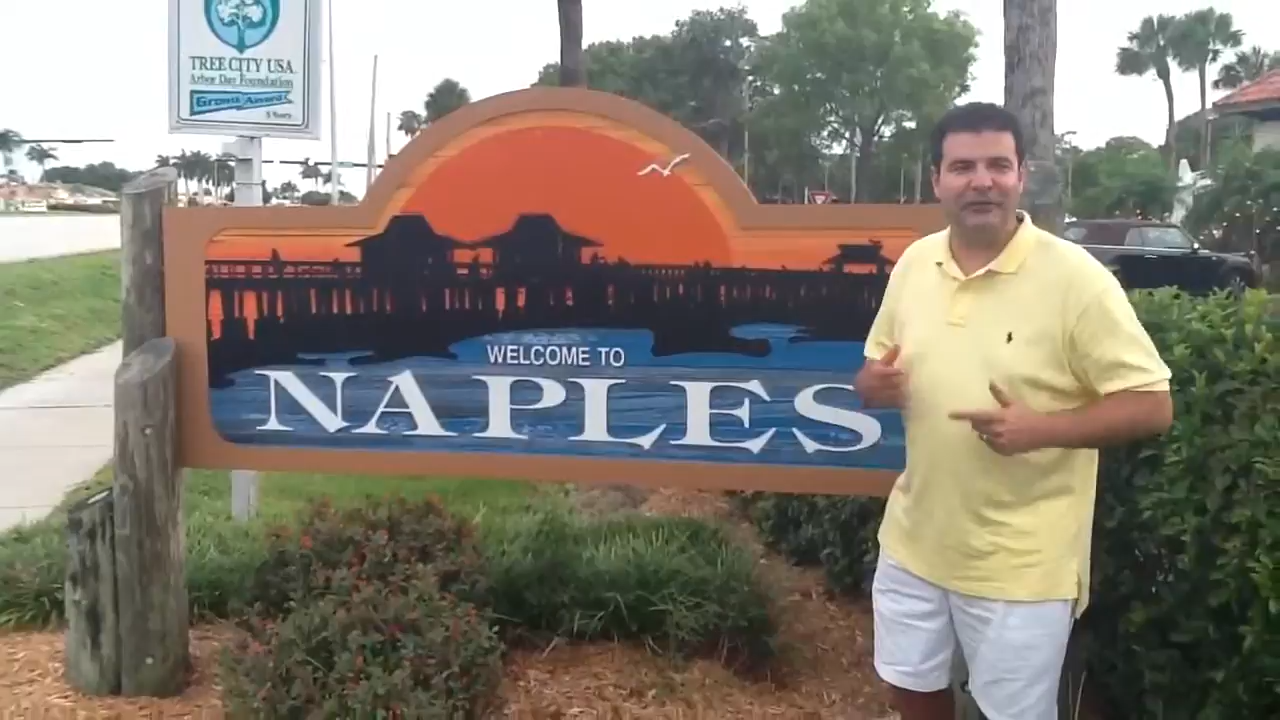 TREE CITY USA.
Arbor Day Foundation
Growth Award
WELCOME TO
NAPLES